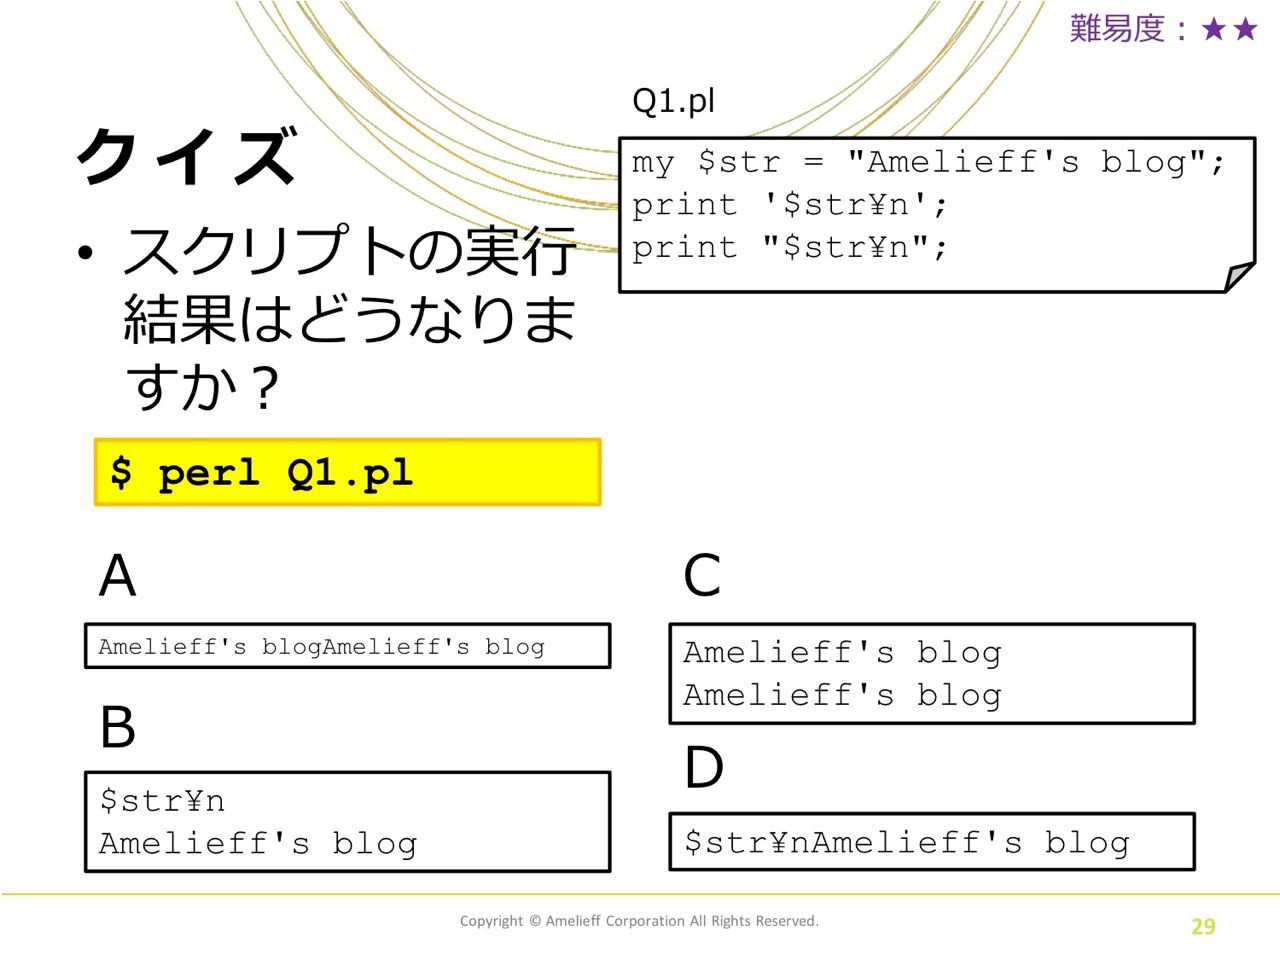 難易度：★★
クイズ
• スクリプトの実行
結果はどうなりま
すか？
$ perl Q1.pl
Q1.pl
my $str = "Amelieff's blog";
print '$str¥n';
print "$str¥n";
A
Amelieff's blogAmelieff's blog
B
$str¥n
Amelieff's blog
C
Amelieff's blog
Amelieff's blog
D
$str¥nAmelieff's blog
Copyright © Amelieff Corporation All Rights Reserved.
29